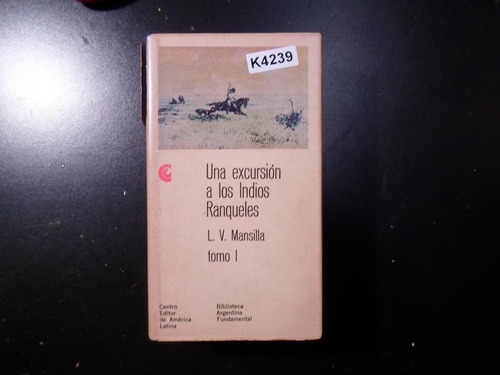 K4239
Una excursión
a los Indios
Ranqueles
L. V. Mansilla
tomo I
Centro
Editor
de América
Latina
Biblioteca
Argentina
Fundamental